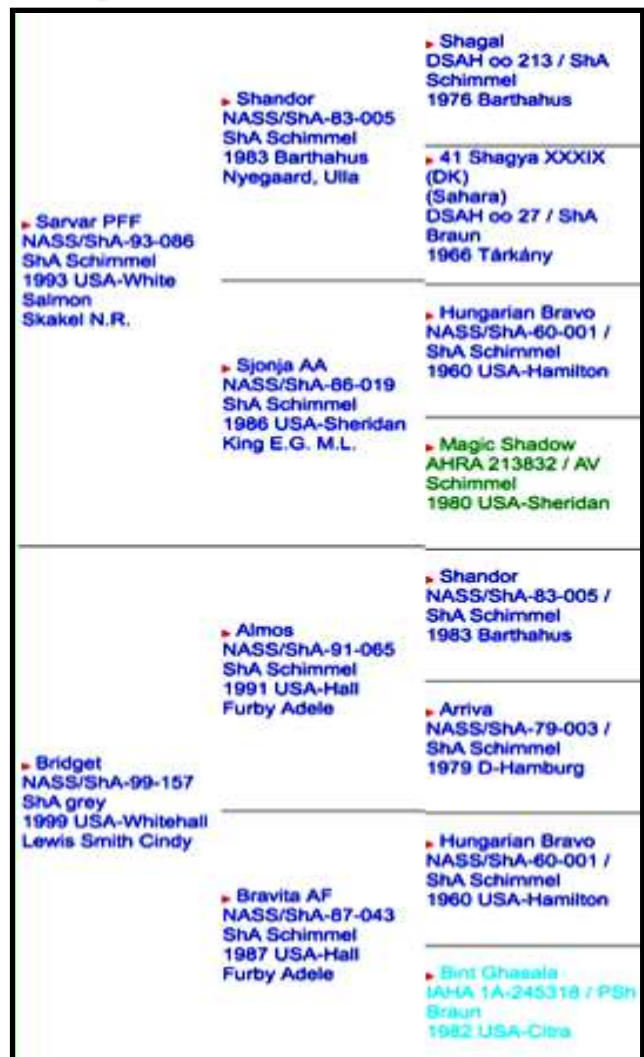 Sarvar PFF
NASS/ShA-93-086
ShA Schimmel
1993 USA-White
Salmon
Skakel N.R.
Shandor
NASS/ShA-83-005
ShA Schimmel
1983 Barthahus
Nyegaard, Ulla
Shagal
DSAH oo 213 / ShA
Schimmel
1976 Barthahus
41 Shagya XXXIX
(DK)
(Sahara)
DSAH oo 27 / ShA
Braun
1966 Tárkány
Sjonja AA
NASS/ShA-86-019
ShA Schimmel
1986 USA-Sheridan
King E.G. M.L.
Hungarian Bravo
NASS/ShA-60-001 /
ShA Schimmel
1960 USA-Hamilton
Magic Shadow
AHRA 213832 / AV
Schimmel
1980 USA-Sheridan
Bridget
NASS/ShA-99-157
ShA grey
1999 USA-Whitehall
Lewis Smith Cindy
Almos
NASS/ShA-91-065
ShA Schimmel
1991 USA-Hall
Furby Adele
Shandor
NASS/ShA-83-005 /
ShA Schimmel
1983 Barthahus
Arriva
NASS/ShA-79-003 /
ShA Schimmel
1979 D-Hamburg
Bravita AF
NASS/ShA-87-043
ShA Schimmel
1987 USA-Hall
Furby Adele
Hungarian Bravo
NASS/ShA-60-001 /
ShA Schimmel
1960 USA-Hamilton
Bint Ghasala
IAHA 1A-245318 / PSh
Braun
1982 USA-Citra